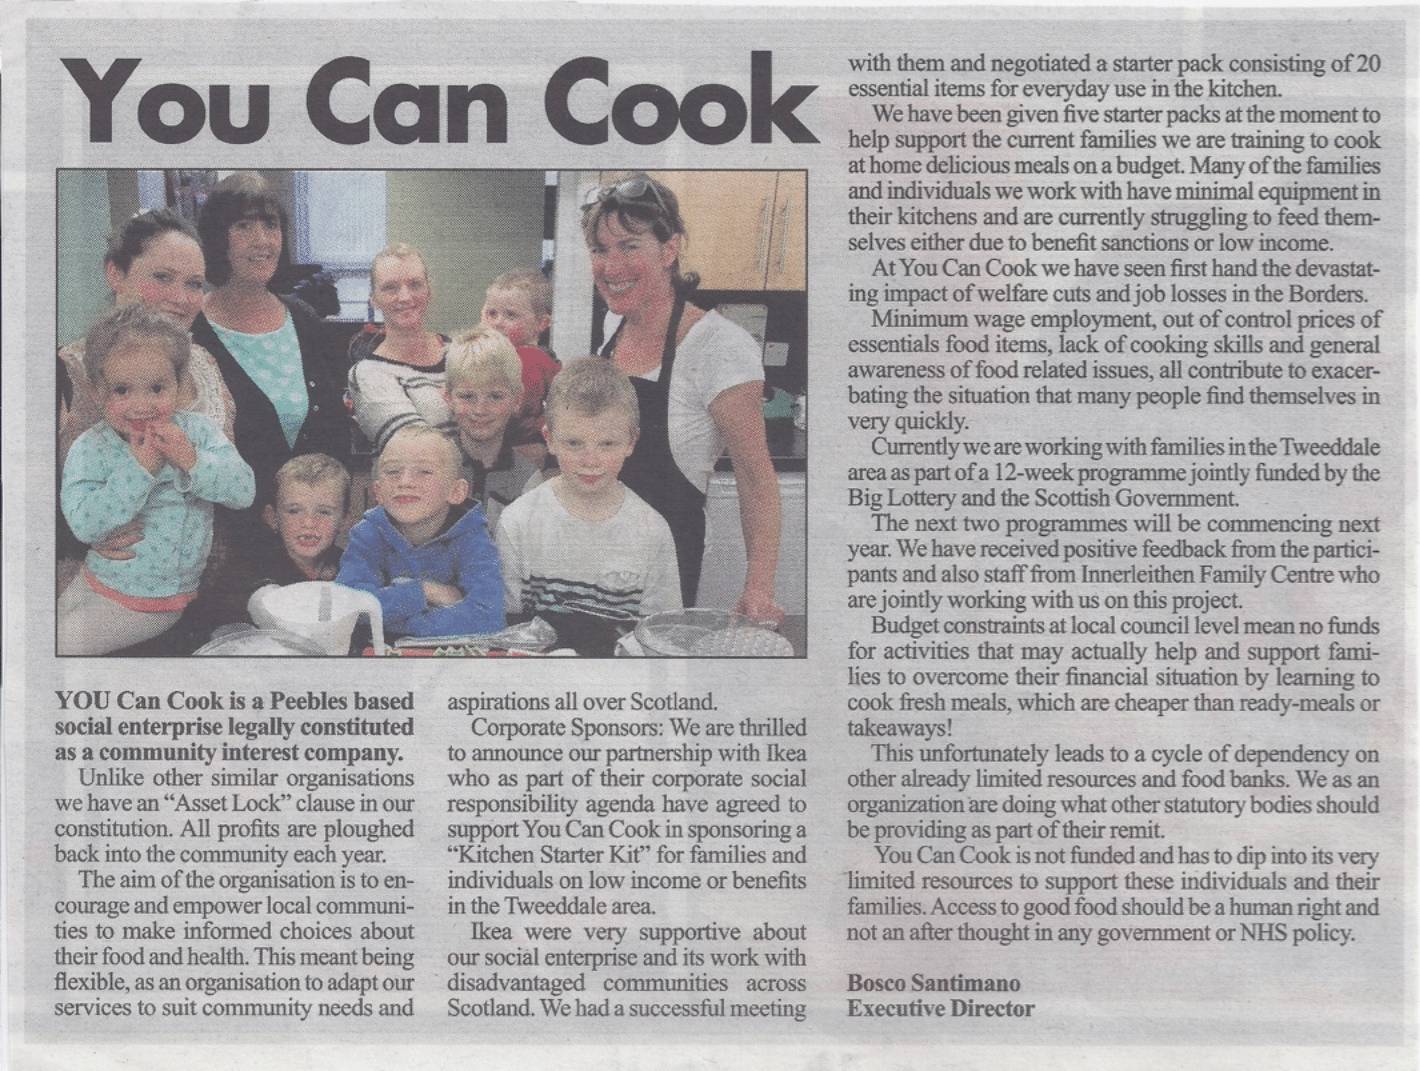 You Can Cook
YOU Can Cook is a Peebles based
social enterprise legally constituted
as a community interest company.
Unlike other similar organisations
we have an “Asset Lock” clause in our
constitution. All profits are ploughed
back into the community each year.
The aim of the organisation is to en-
courage and empower local communi-
ties to make informed choices about
their food and health. This meant being
flexible, as an organisation to adapt our
services to suit community needs and
aspirations all over Scotland.
Corporate Sponsors: We are thrilled
to announce our partnership with Ikea
who as part of their corporate social
responsibility agenda have agreed to
support You Can Cook in sponsoring a
“Kitchen Starter Kit” for families and
individuals on low income or benefits
in the Tweeddale area.
Ikea were very supportive about
our social enterprise and its work with
disadvantaged communities across
Scotland. We had a successful meeting
with them and negotiated a starter pack consisting of 20
essential items for everyday use in the kitchen.
We have been given five starter packs at the moment to
help support the current families we are training to cook
at home delicious meals on a budget. Many of the families
and individuals we work with have minimal equipment in
their kitchens and are currently struggling to feed them-
selves either due to benefit sanctions or low income.
At You Can Cook we have seen first hand the devastat-
ing impact of welfare cuts and job losses in the Borders.
Minimum wage employment, out of control prices of
essentials food items, lack of cooking skills and general
awareness of food related issues, all contribute to exacer-
bating the situation that many people find themselves in
very quickly.
Currently we are working with families in the Tweeddale
area as part of a 12-week programme jointly funded by the
Big Lottery and the Scottish Government.
The next two programmes will be commencing next
year. We have received positive feedback from the partici-
pants and also staff from Innerleithen Family Centre who
are jointly working with us on this project.
Budget constraints at local council level mean no funds
for activities that may actually help and support fami-
lies to overcome their financial situation by learning to
cook fresh meals, which are cheaper than ready-meals or
takeaways!
This unfortunately leads to a cycle of dependency on
other already limited resources and food banks. We as an
organization are doing what other statutory bodies should
be providing as part of their remit.
You Can Cook is not funded and has to dip into its very
limited resources to support these individuals and their
families. Access to good food should be a human right and
not an after thought in any government or NHS policy.
Bosco Santimano
Executive Director